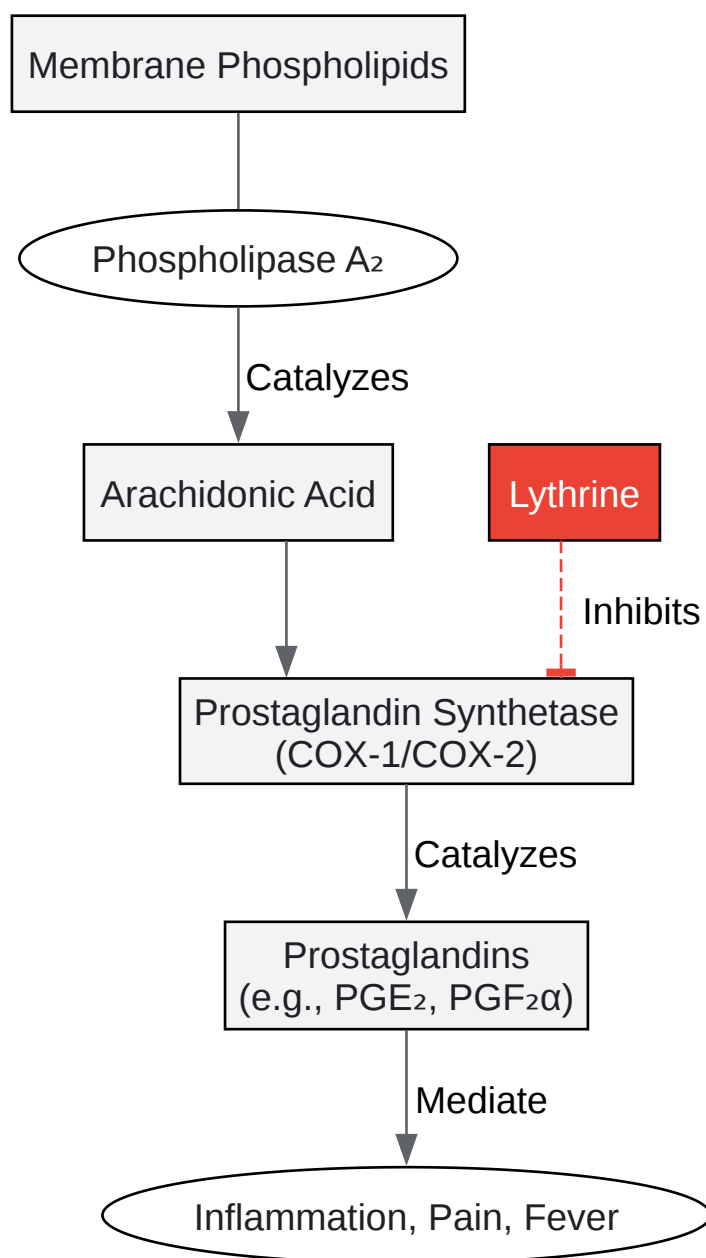 Membrane Phospholipids
Phospholipase A₂
Catalyzes
Arachidonic Acid
Lythrine
Inhibits
Prostaglandin Synthetase
(COX-1/COX-2)
Catalyzes
Prostaglandins
(e.g., PGE₂, PGF₂α)
Mediate
Inflammation, Pain, Fever